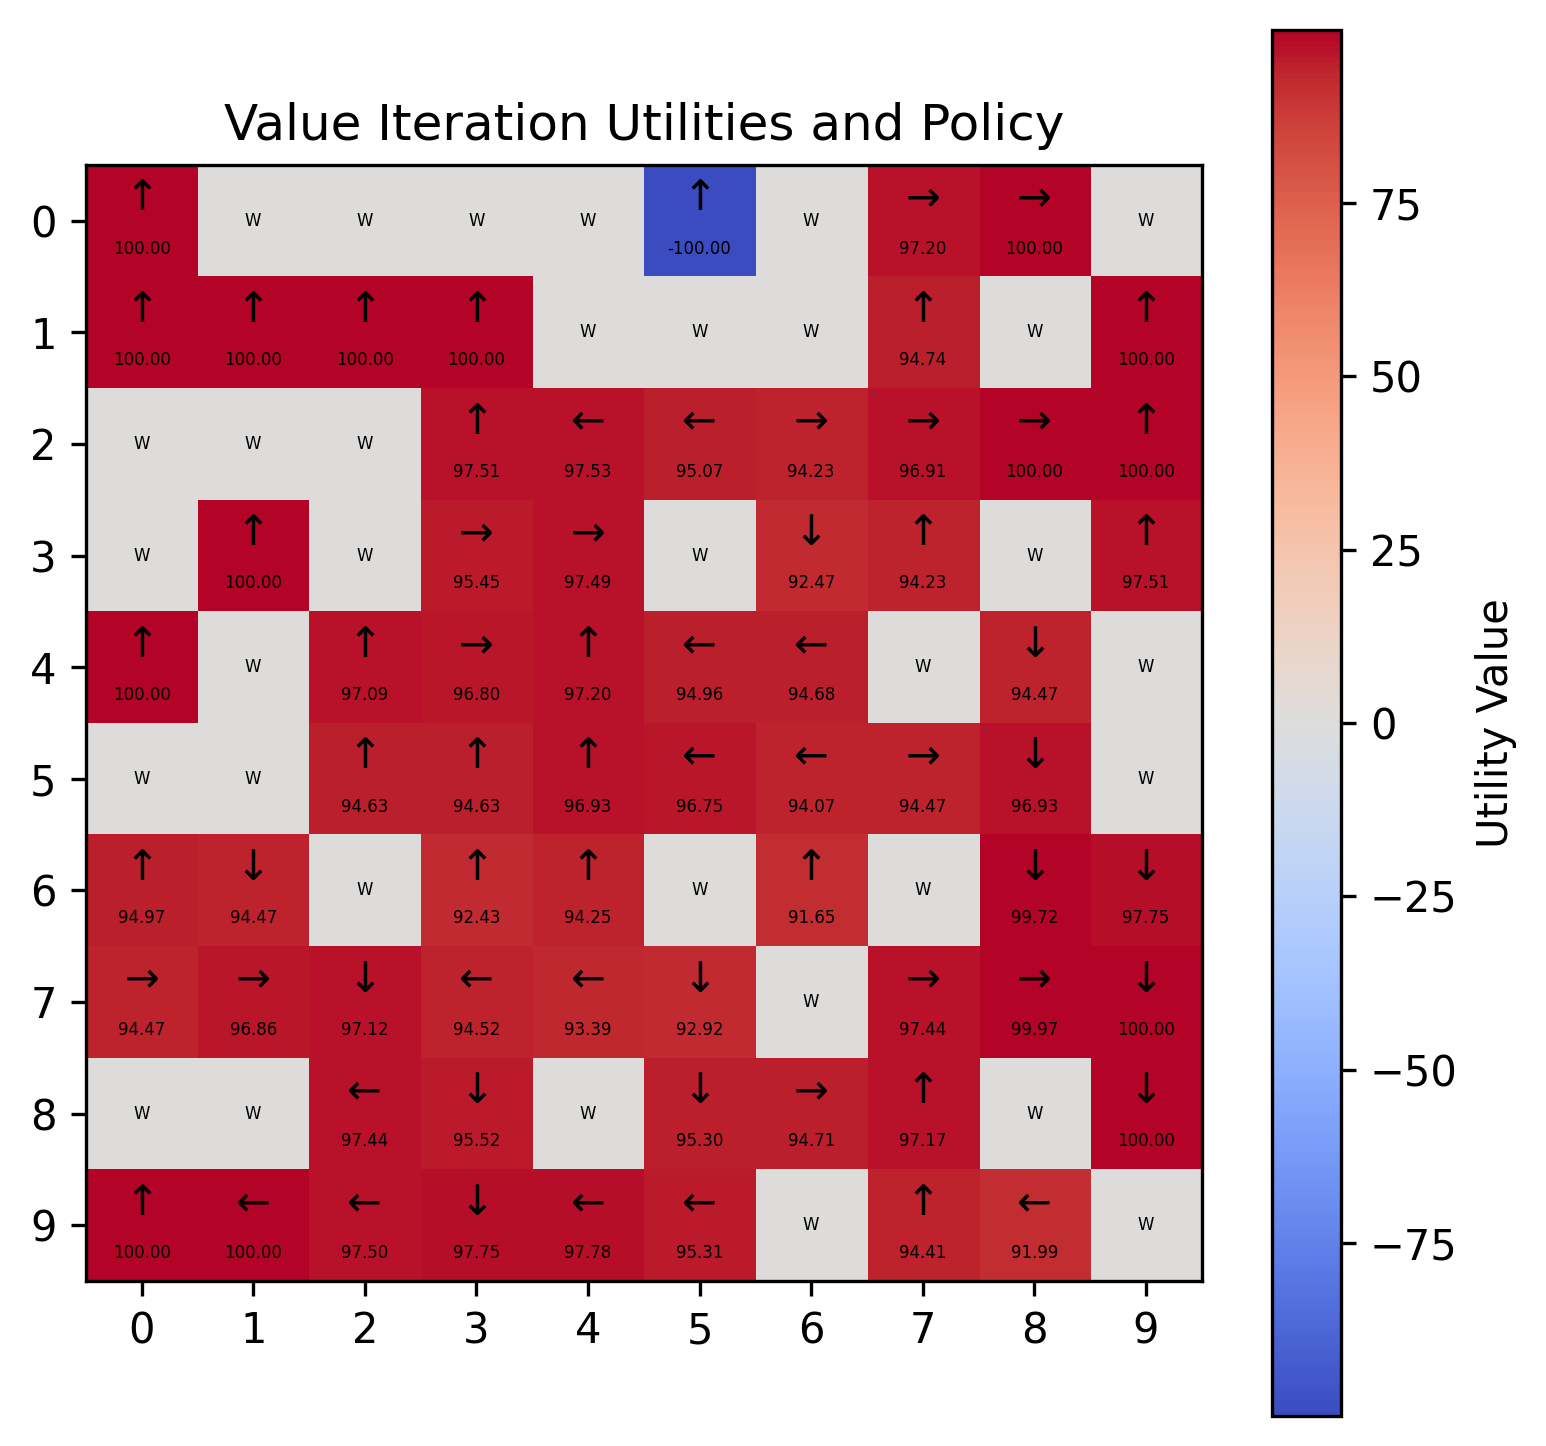 Value Iteration Utilities and Policy
0 ↑ W W W W ↑ W → → W
100.00 -100.00 97.20 100.00
1 ↑ ↑ ↑ ↑ W W W ↑ W ↑
100.00 100.00 100.00 100.00 94.74 100.00
2 W W W ↑ ← ← → → → ↑
97.51 97.53 95.07 94.23 96.91 100.00 100.00
3 W ↑ W → → W ↓ ↑ W ↑
100.00 95.45 97.49 92.47 94.23 97.51
4 ↑ W ↑ → ↑ ← ← W ↓ W
100.00 97.09 96.80 97.20 94.96 94.68 94.47
5 W W ↑ ↑ ↑ ← ← → ↓ W
94.63 94.63 96.93 96.75 94.07 94.47 96.93
6 ↑ ↓ W ↑ ↑ W ↑ W ↓ ↓
94.97 94.47 92.43 94.25 91.65 99.72 97.75
7 → → ↓ ← ← ↓ W → → ↓
94.47 96.86 97.12 94.52 93.39 92.92 97.44 99.97 100.00
8 W W ← ↓ W ↓ → ↑ W ↓
97.44 95.52 95.30 94.71 97.17 100.00
9 ↑ ← ← ↓ ← ← W ↑ ← W
100.00 100.00 97.50 97.75 97.78 95.31 94.41 91.99
0 1 2 3 4 5 6 7 8 9
75
50
25
0
−25
−50
−75
Utility Value